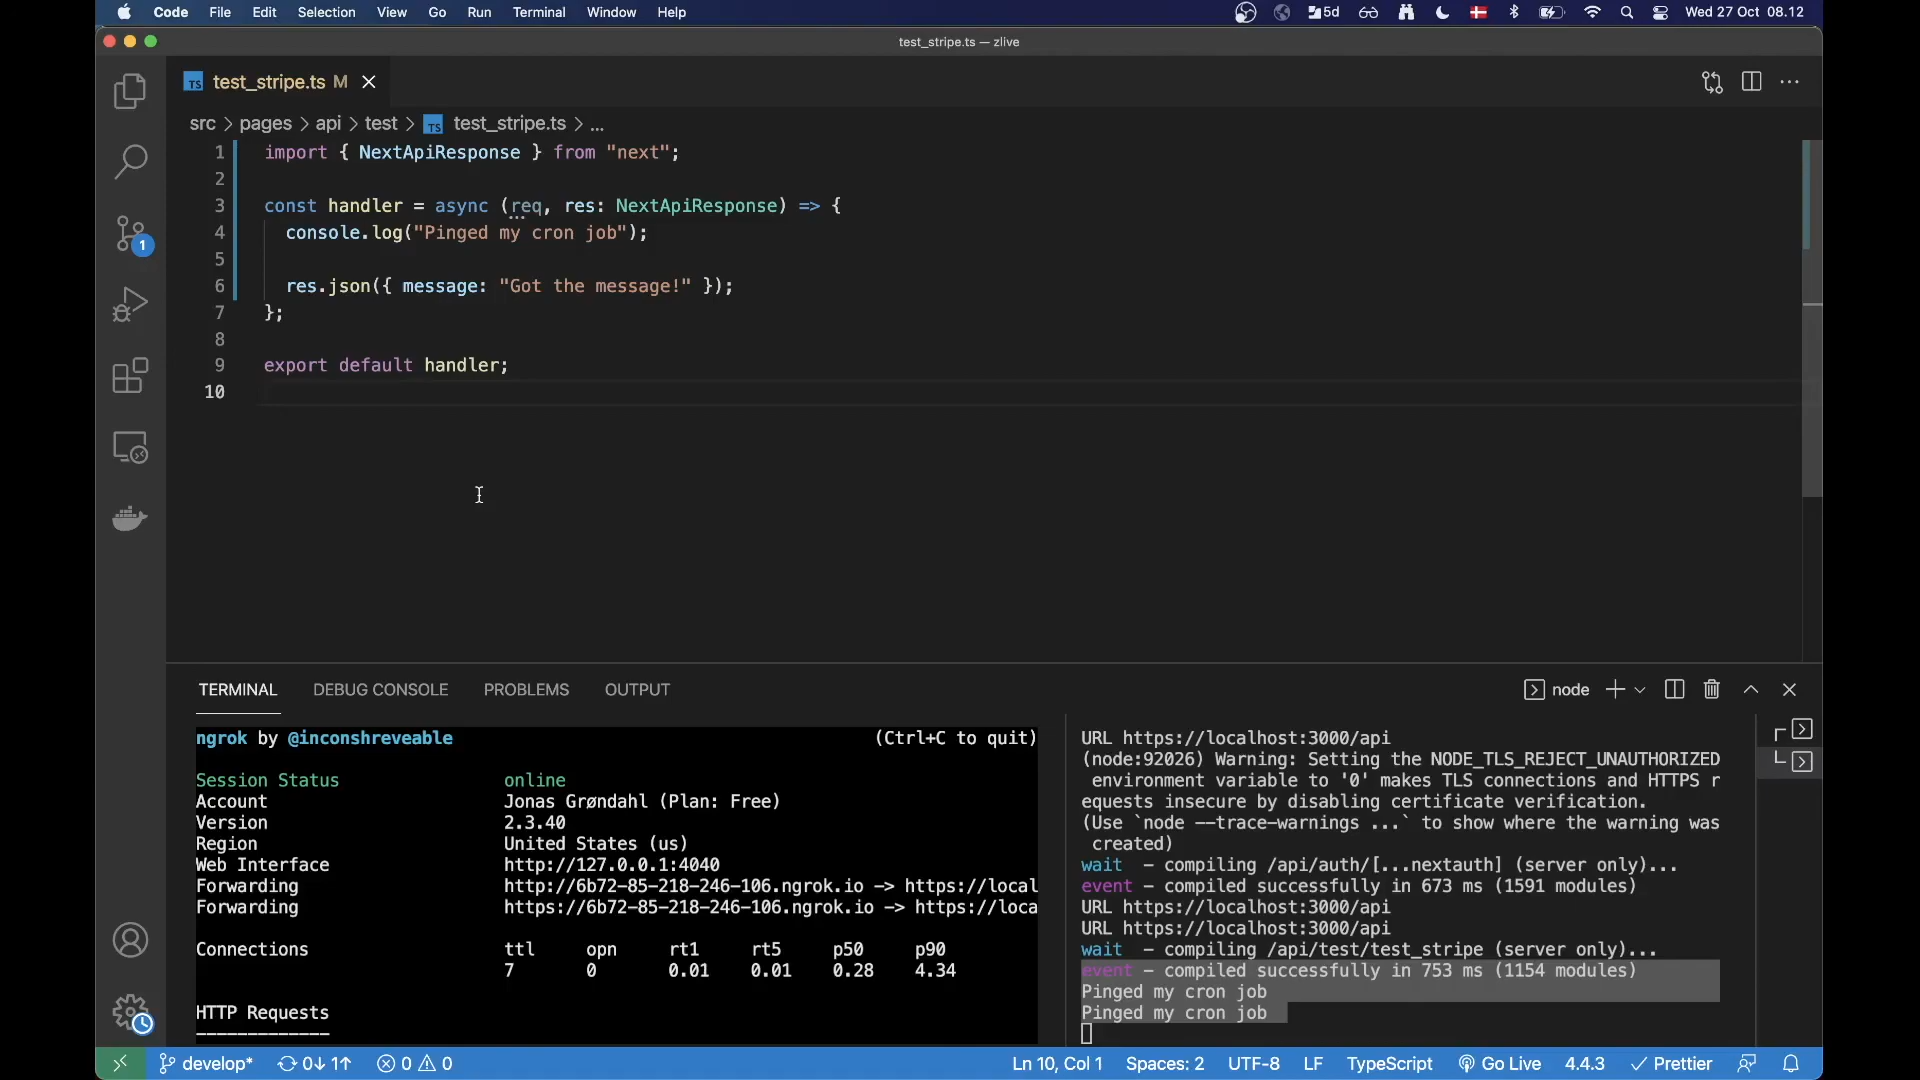 Code File Edit Selection View Go Run Terminal Window Help 5d Wed 27 Oct 08.12
test_stripe.ts — zlive
TS test_stripe.ts M
src > pages > api > test > TS test_stripe.ts > ...
1 import { NextApiResponse } from "next";
2
3 const handler = async (req, res: NextApiResponse) => {
4 console.log("Pinged my cron job");
5
6 res.json({ message: "Got the message!" });
7 };
8
9 export default handler;
10
1
TERMINAL DEBUG CONSOLE PROBLEMS OUTPUT node
ngrok by @inconshreveable (Ctrl+C to quit)
Session Status online
Account Jonas Grøndahl (Plan: Free)
Version 2.3.40
Region United States (us)
Web Interface http://127.0.0.1:4040
Forwarding http://6b72-85-218-246-106.ngrok.io -> https://local
Forwarding https://6b72-85-218-246-106.ngrok.io -> https://loca
Connections ttl opn rt1 rt5 p50 p90
7 0 0.01 0.01 0.28 4.34
HTTP Requests
-------------
URL https://localhost:3000/api
(node:92026) Warning: Setting the NODE_TLS_REJECT_UNAUTHORIZED
environment variable to '0' makes TLS connections and HTTPS r
equests insecure by disabling certificate verification.
(Use `node --trace-warnings ...` to show where the warning was
created)
wait - compiling /api/auth/[...nextauth] (server only)...
event - compiled successfully in 673 ms (1591 modules)
URL https://localhost:3000/api
URL https://localhost:3000/api
wait - compiling /api/test/test_stripe (server only)...
event - compiled successfully in 753 ms (1154 modules)
Pinged my cron job
Pinged my cron job
develop* 0↓ 1↑ 0 0 Ln 10, Col 1 Spaces: 2 UTF-8 LF TypeScript Go Live 4.4.3 Prettier